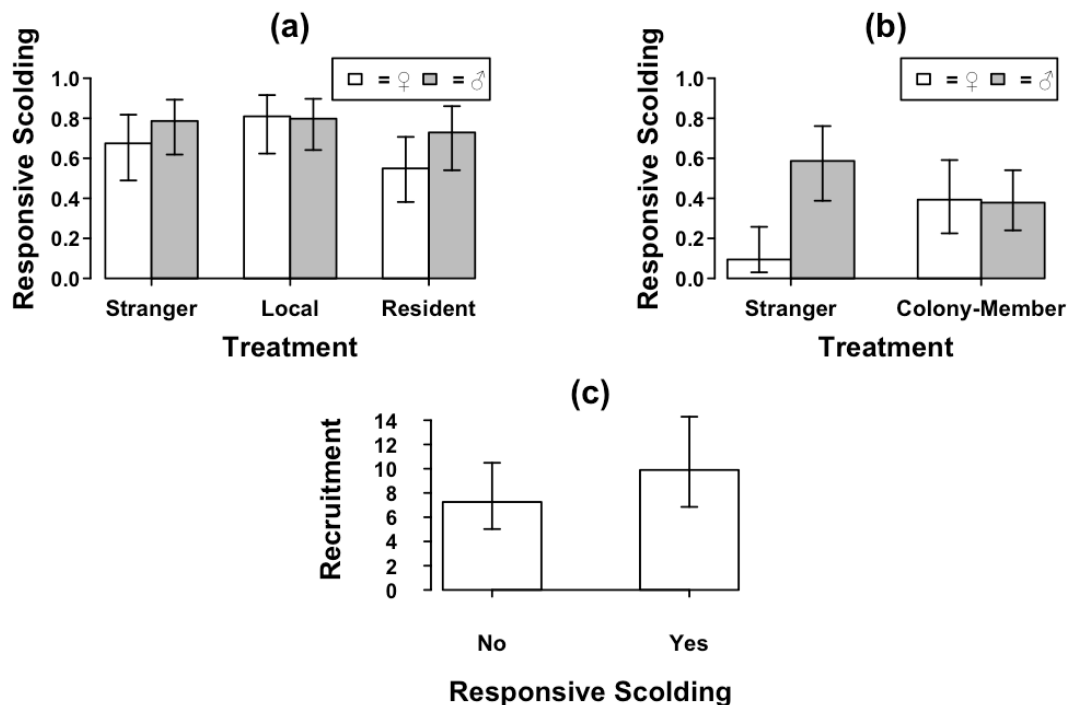 (a)
Responsive Scolding
= ♀ = ♂
1.0
0.8
0.6
0.4
0.2
0.0
Stranger Local Resident
Treatment
(b)
Responsive Scolding
= ♀ = ♂
1.0
0.8
0.6
0.4
0.2
0.0
Stranger Colony-Member
Treatment
(c)
Recruitment
14
12
10
8
6
4
2
0
No Yes
Responsive Scolding